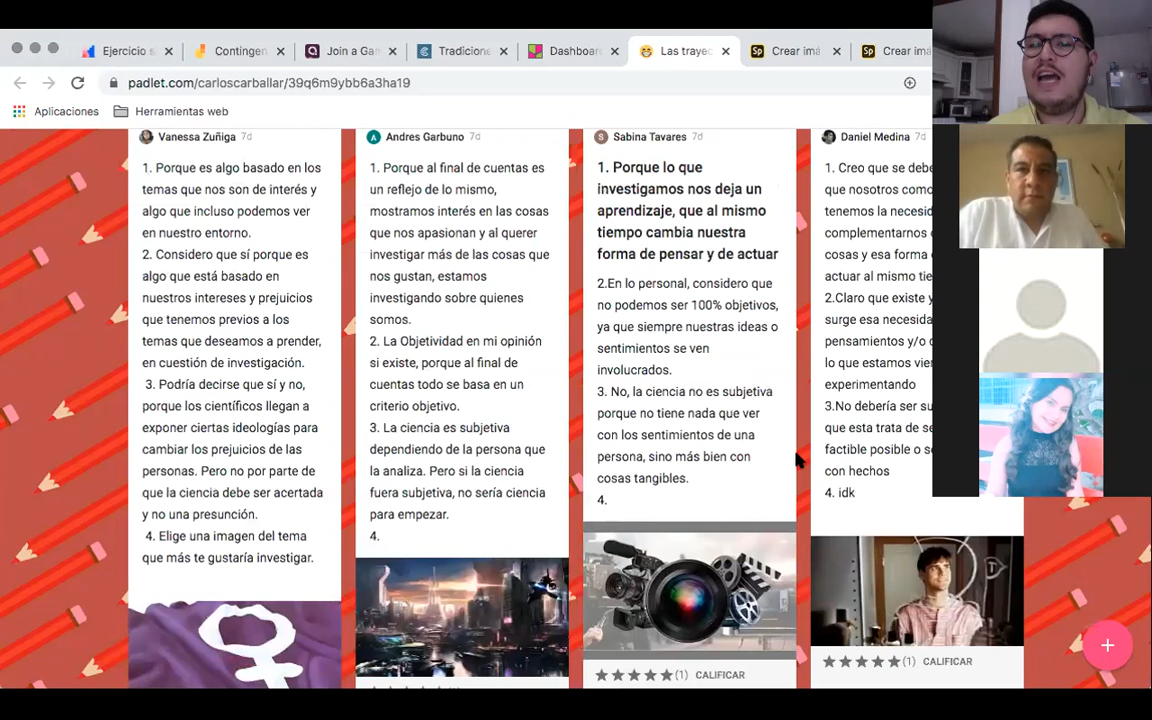 Ejercicio
Contingen
Join a Ga
Tradicione
Dashboar
Las traye
Crear imá
Crear im
padlet.com/carloscarballar/39q6m9ybb6a3ha19
Aplicaciones
Herramientas web
Vanessa Zuñiga 7d
1. Porque es algo basado en los
temas que nos son de interés y
algo que incluso podemos ver
en nuestro entorno.
2. Considero que sí porque es
algo que está basado en
nuestros intereses y prejuicios
que tenemos previos a los
temas que deseamos a prender,
en cuestión de investigación.
3. Podría decirse que sí y no,
porque los científicos llegan a
exponer ciertas ideologías para
cambiar los prejuicios de las
personas. Pero no por parte de
que la ciencia debe ser acertada
y no una presunción.
4. Elige una imagen del tema
que más te gustaría investigar.
A
Andres Garbuno 7d
1. Porque al final de cuentas es
un reflejo de lo mismo,
mostramos interés en las cosas
que nos apasionan y al querer
investigar más de las cosas que
nos gustan, estamos
investigando sobre quienes
somos.
2. La Objetividad en mi opinión
si existe, porque al final de
cuentas todo se basa en un
criterio objetivo.
3. La ciencia es subjetiva
dependiendo de la persona que
la analiza. Pero si la ciencia
fuera subjetiva, no sería ciencia
para empezar.
4.
S
Sabina Tavares 7d
1. Porque lo que
investigamos nos deja un
aprendizaje, que al mismo
tiempo cambia nuestra
forma de pensar y de actuar
2.En lo personal, considero que
no podemos ser 100% objetivos,
ya que siempre nuestras ideas o
sentimientos se ven
involucrados.
3. No, la ciencia no es subjetiva
porque no tiene nada que ver
con los sentimientos de una
persona, sino más bien con
cosas tangibles.
4.
(1) CALIFICAR
Daniel Medina 7d
1. Creo que se debe
que nosotros como
tenemos la necesid
complementarnos
cosas y esa forma
actuar al mismo tie
2.Claro que existe y
surge esa necesida
pensamientos y/o
lo que estamos vien
experimentando
3.No debería ser su
que esta trata de se
factible posible o s
con hechos
4. idk
(1) CALIFICAR